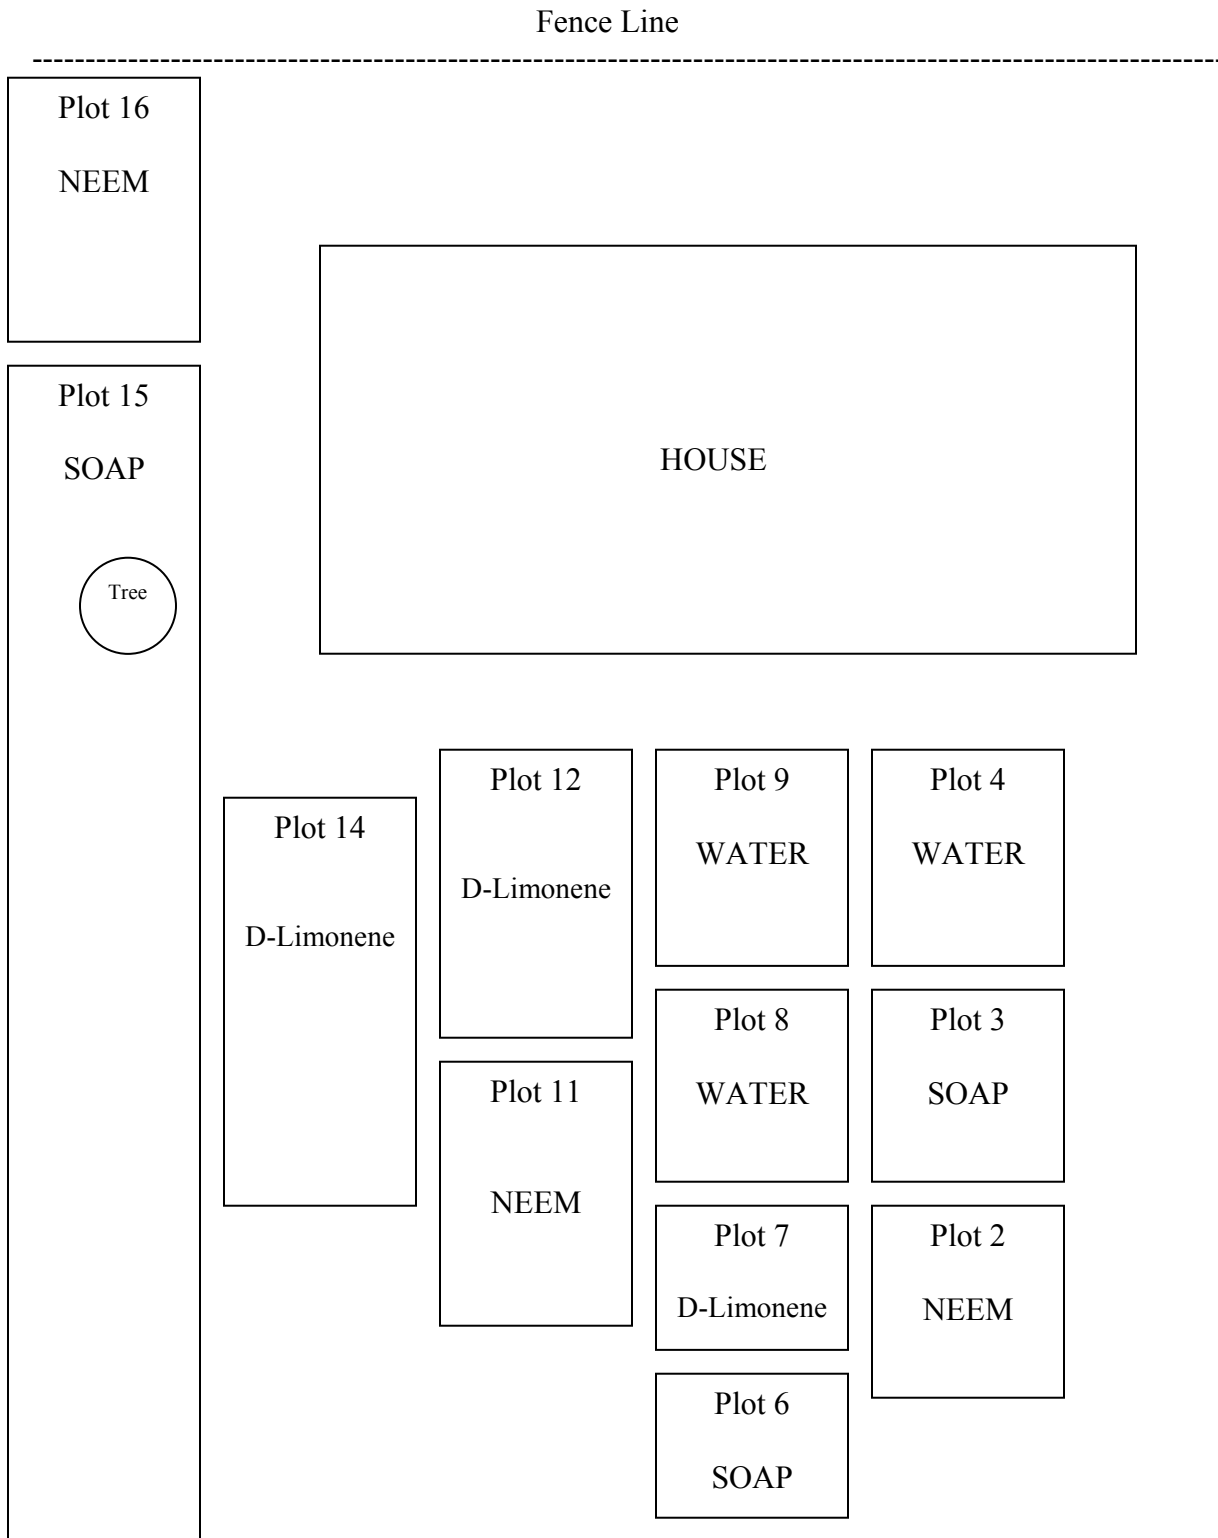 Fence Line
Plot 16
NEEM
Plot 15
SOAP
HOUSE
Tree
Plot 12
D-Limonene
Plot 9
WATER
Plot 4
WATER
Plot 14
D-Limonene
Plot 8
WATER
Plot 3
SOAP
Plot 11
NEEM
Plot 7
D-Limonene
Plot 2
NEEM
Plot 6
SOAP